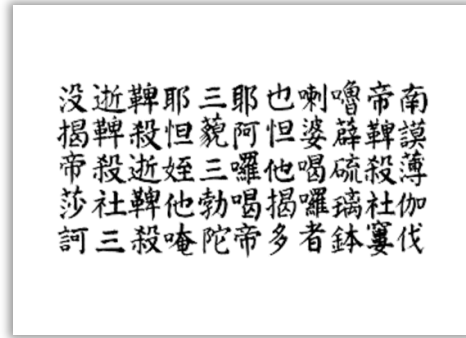 南謨薄伽伐
帝鞞殺社窶
嚕薜琉璃鉢
喇婆喝囉者
也怛他揭多
耶阿囉喝帝
三藐三勃陀
耶怛姪他唵
鞞殺逝鞞殺
逝鞞殺社三
没揭帝莎訶